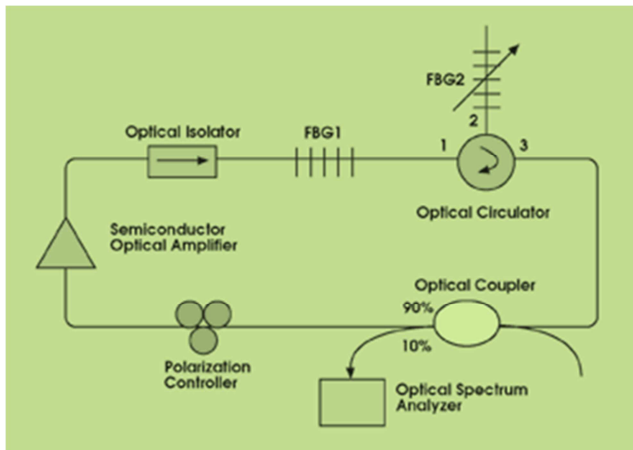 FBG2
2
Optical Isolator
FBG1
1
3
Optical Circulator
Semiconductor
Optical Amplifier
Optical Coupler
90%
10%
Polarization
Controller
Optical Spectrum
Analyzer